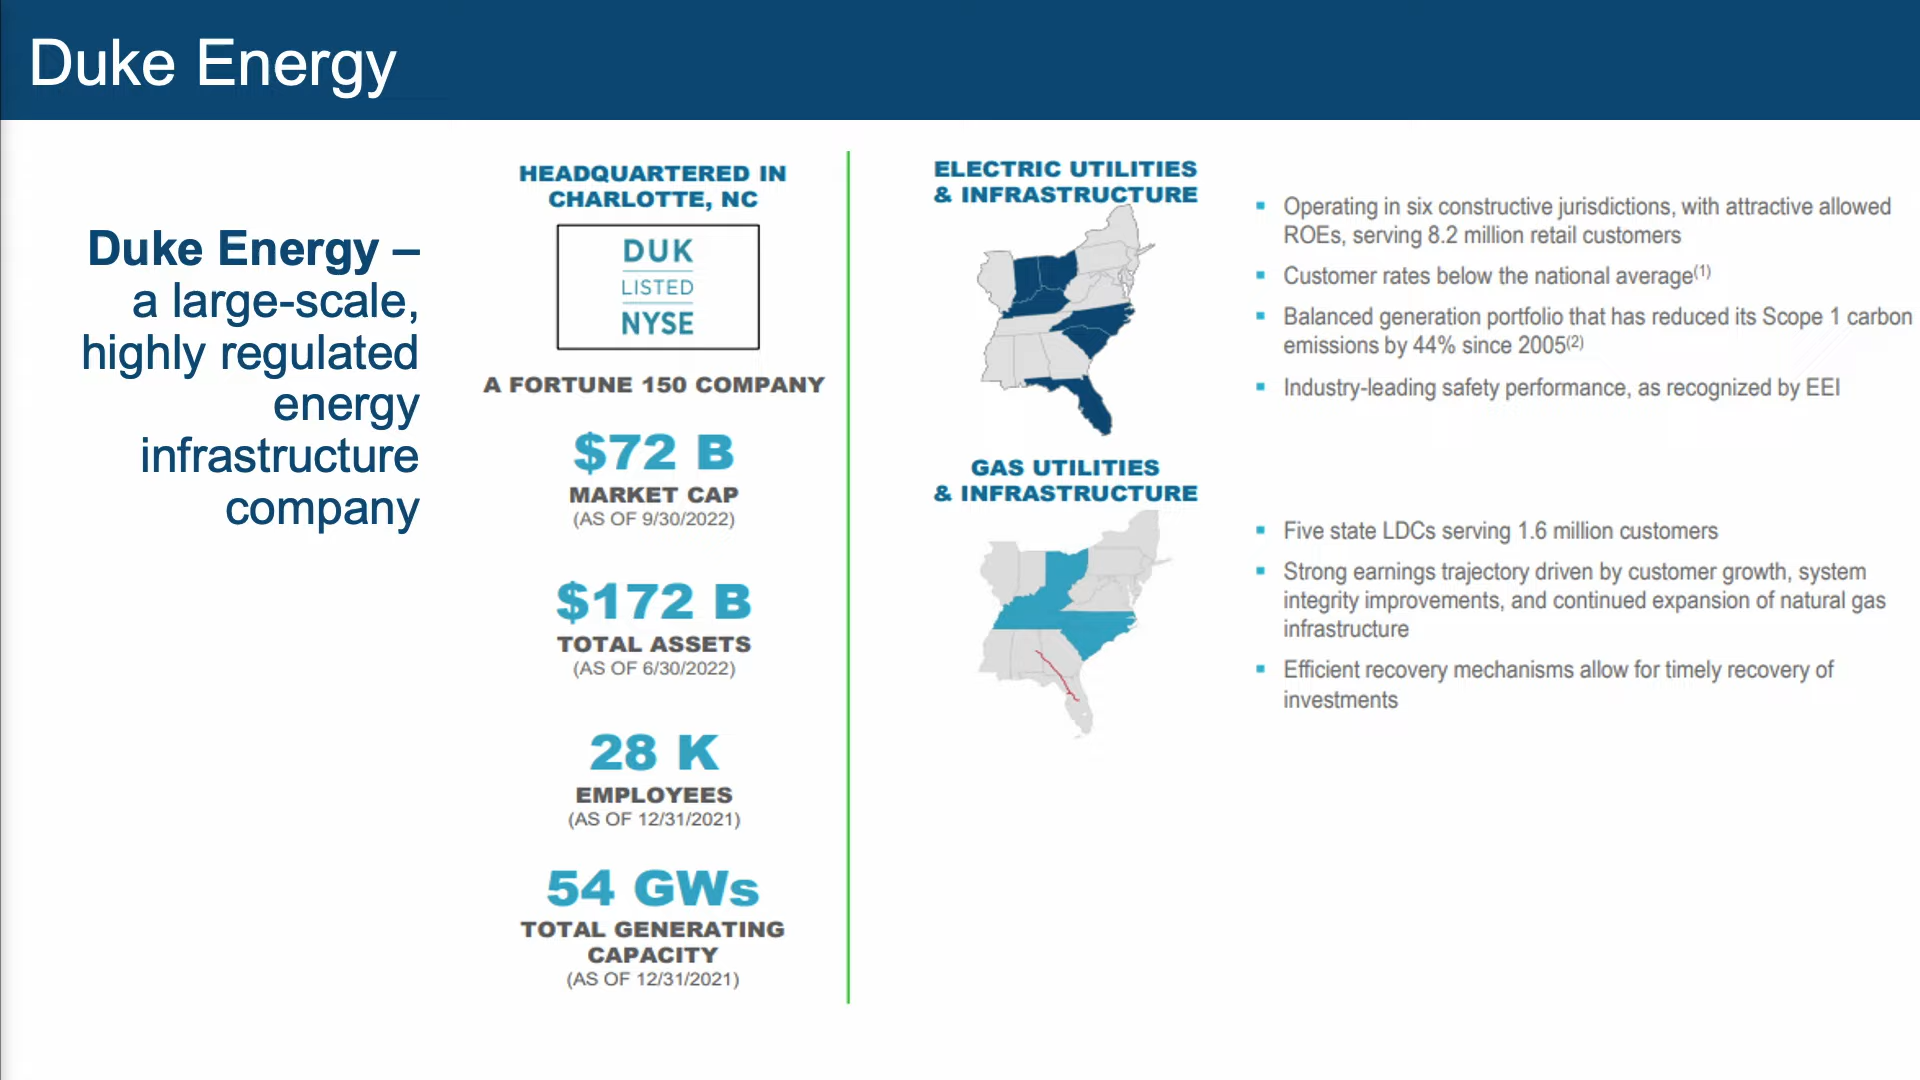 Duke Energy
Duke Energy –
a large-scale,
highly regulated
energy
infrastructure
company
HEADQUARTERED IN
CHARLOTTE, NC
DUK
LISTED
NYSE
A FORTUNE 150 COMPANY
$72 B
MARKET CAP
(AS OF 9/30/2022)
$172 B
TOTAL ASSETS
(AS OF 6/30/2022)
28 K
EMPLOYEES
(AS OF 12/31/2021)
54 GWs
TOTAL GENERATING
CAPACITY
(AS OF 12/31/2021)
ELECTRIC UTILITIES
& INFRASTRUCTURE
▪ Operating in six constructive jurisdictions, with attractive allowed
ROEs, serving 8.2 million retail customers
▪ Customer rates below the national average(1)
▪ Balanced generation portfolio that has reduced its Scope 1 carbon
emissions by 44% since 2005(2)
▪ Industry-leading safety performance, as recognized by EEI
GAS UTILITIES
& INFRASTRUCTURE
▪ Five state LDCs serving 1.6 million customers
▪ Strong earnings trajectory driven by customer growth, system
integrity improvements, and continued expansion of natural gas
infrastructure
▪ Efficient recovery mechanisms allow for timely recovery of
investments